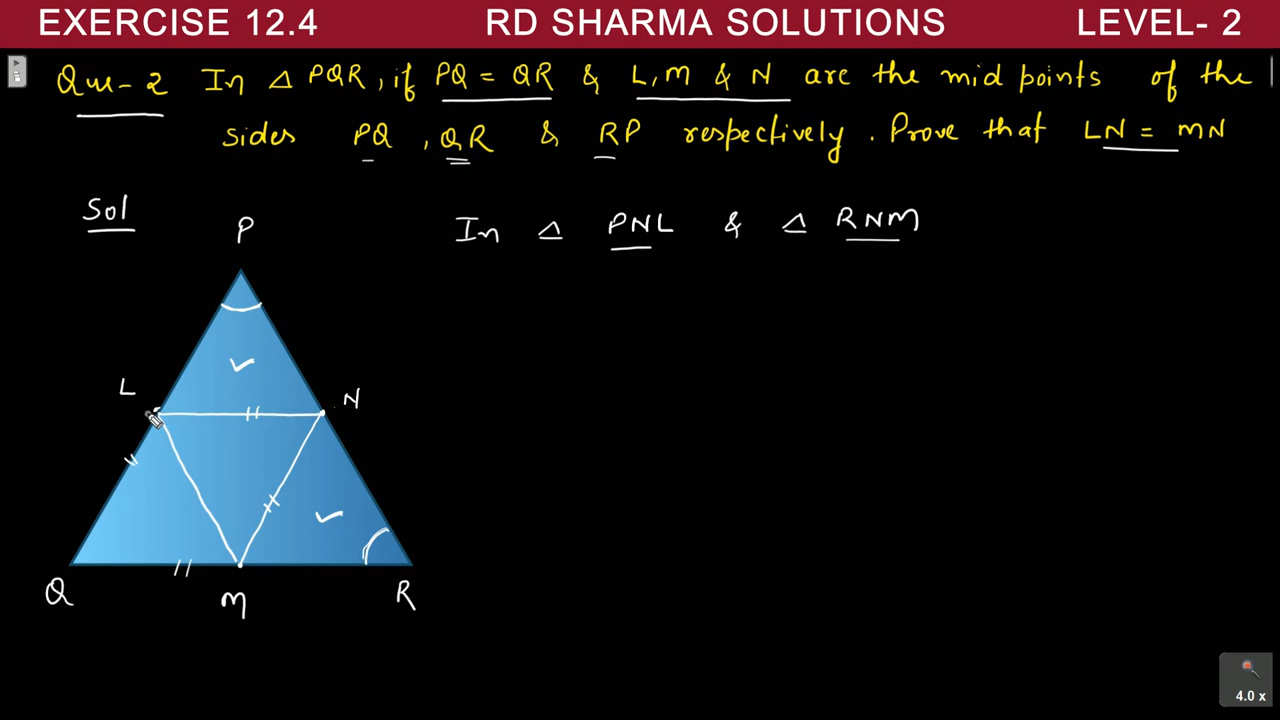 EXERCISE 12.4 RD SHARMA SOLUTIONS LEVEL- 2
Que-2 In △ PQR, if PQ = QR & L, M & N are the mid points of the
sides PQ, QR & RP respectively. Prove that LN = MN
Sol
In △ PNL & △ RNM
P
L
N
Q
M
R
4.0 x